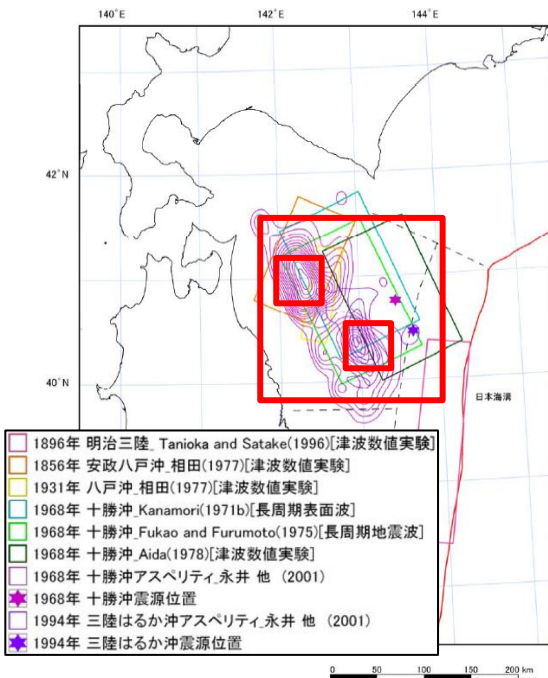 140°E
142°E
144°E
42°N
40°N
日本海溝
1896年 明治三陸_ Tanioka and Satake(1996)[津波数値実験]
1856年 安政八戸沖_相田(1977)[津波数値実験]
1931年 八戸沖_相田(1977)[津波数値実験]
1968年 十勝沖_Kanamori(1971b)[長周期表面波]
1968年 十勝沖_Fukao and Furumoto(1975)[長周期地震波]
1968年 十勝沖_Aida(1978)[津波数値実験]
1968年 十勝沖アスペリティ_永井 他 (2001)
1968年 十勝沖震源位置
1994年 三陸はるか沖アスペリティ_永井 他 (2001)
1994年 三陸はるか沖震源位置
0 50 100 150 200 km